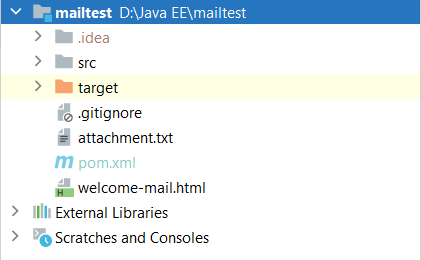 mailtest D:\Java EE\mailtest
.idea
src
target
.gitignore
attachment.txt
pom.xml
welcome-mail.html
External Libraries
Scratches and Consoles